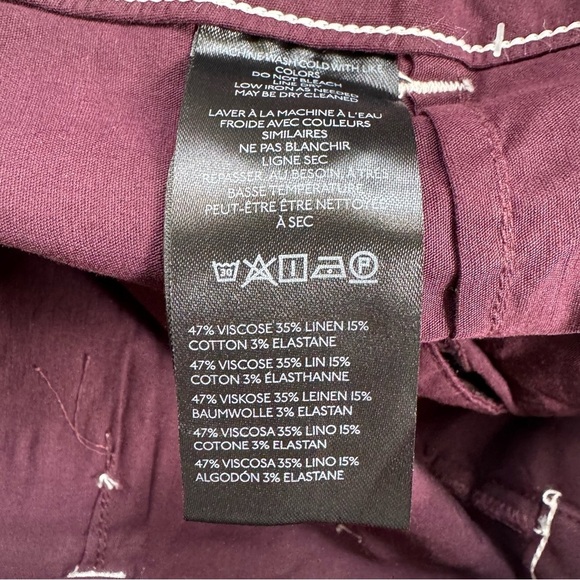 MACHINE WASH COLD WITH LIKE
COLORS
DO NOT BLEACH
LINE DRY
LOW IRON AS NEEDED
MAY BE DRY CLEANED
LAVER À LA MACHINE À L'EAU
FROIDE AVEC COULEURS
SIMILAIRES
NE PAS BLANCHIR
LIGNE SEC
REPASSER, AU BESOIN, À TRÈS
BASSE TEMPÉRATURE
PEUT-ÊTRE ÊTRE NETTOYÉE
À SEC
30 P
47% VISCOSE 35% LINEN 15%
COTTON 3% ELASTANE
47% VISCOSE 35% LIN 15%
COTON 3% ÉLASTHANNE
47% VISKOSE 35% LEINEN 15%
BAUMWOLLE 3% ELASTAN
47% VISCOSA 35% LINO 15%
COTONE 3% ELASTAN
47% VISCOSA 35% LINO 15%
ALGODÓN 3% ELASTANE